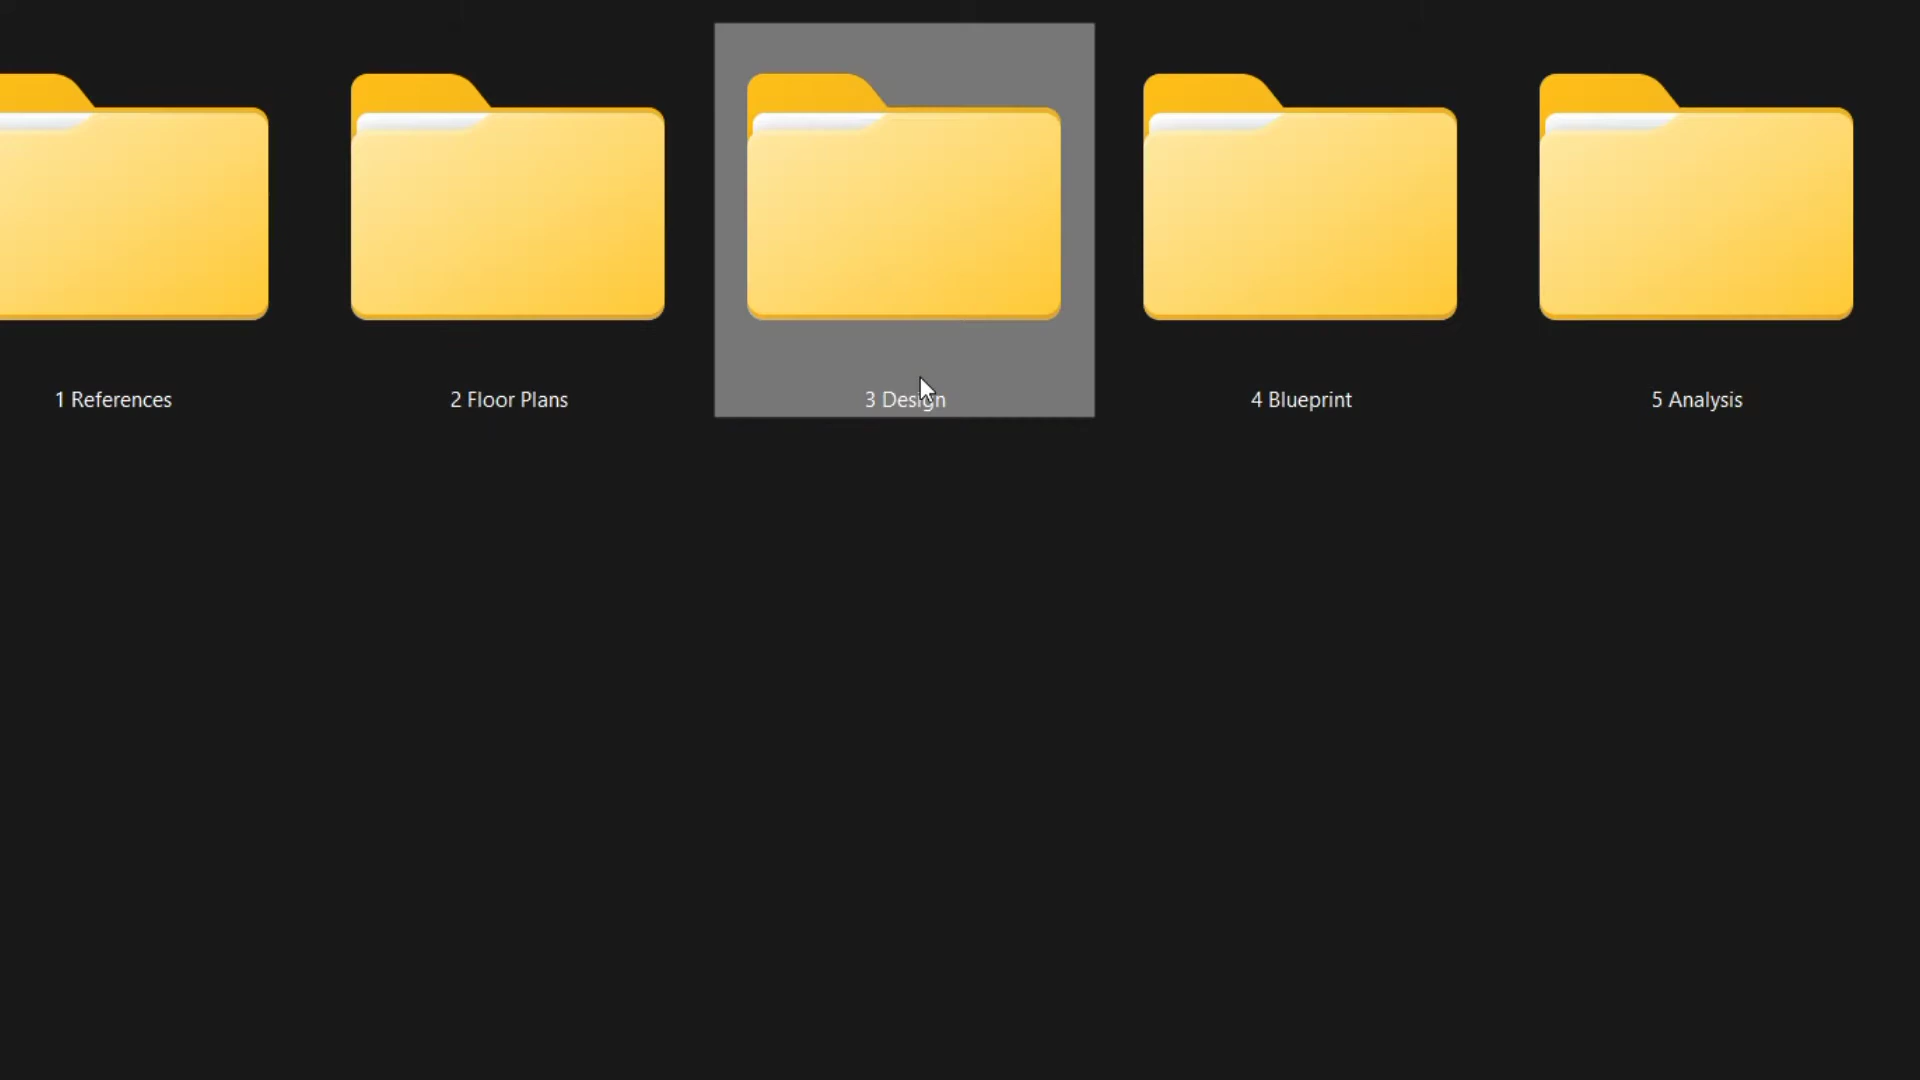 1 References
2 Floor Plans
3 Design
4 Blueprint
5 Analysis